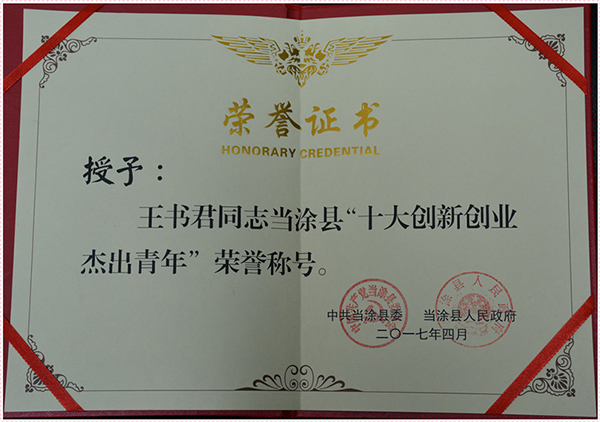 荣誉证书
HONORARY CREDENTIAL
授予：
王书君同志当涂县“十大创新创业
杰出青年”荣誉称号。
中共当涂县委 当涂县人民政府
二〇一七年四月